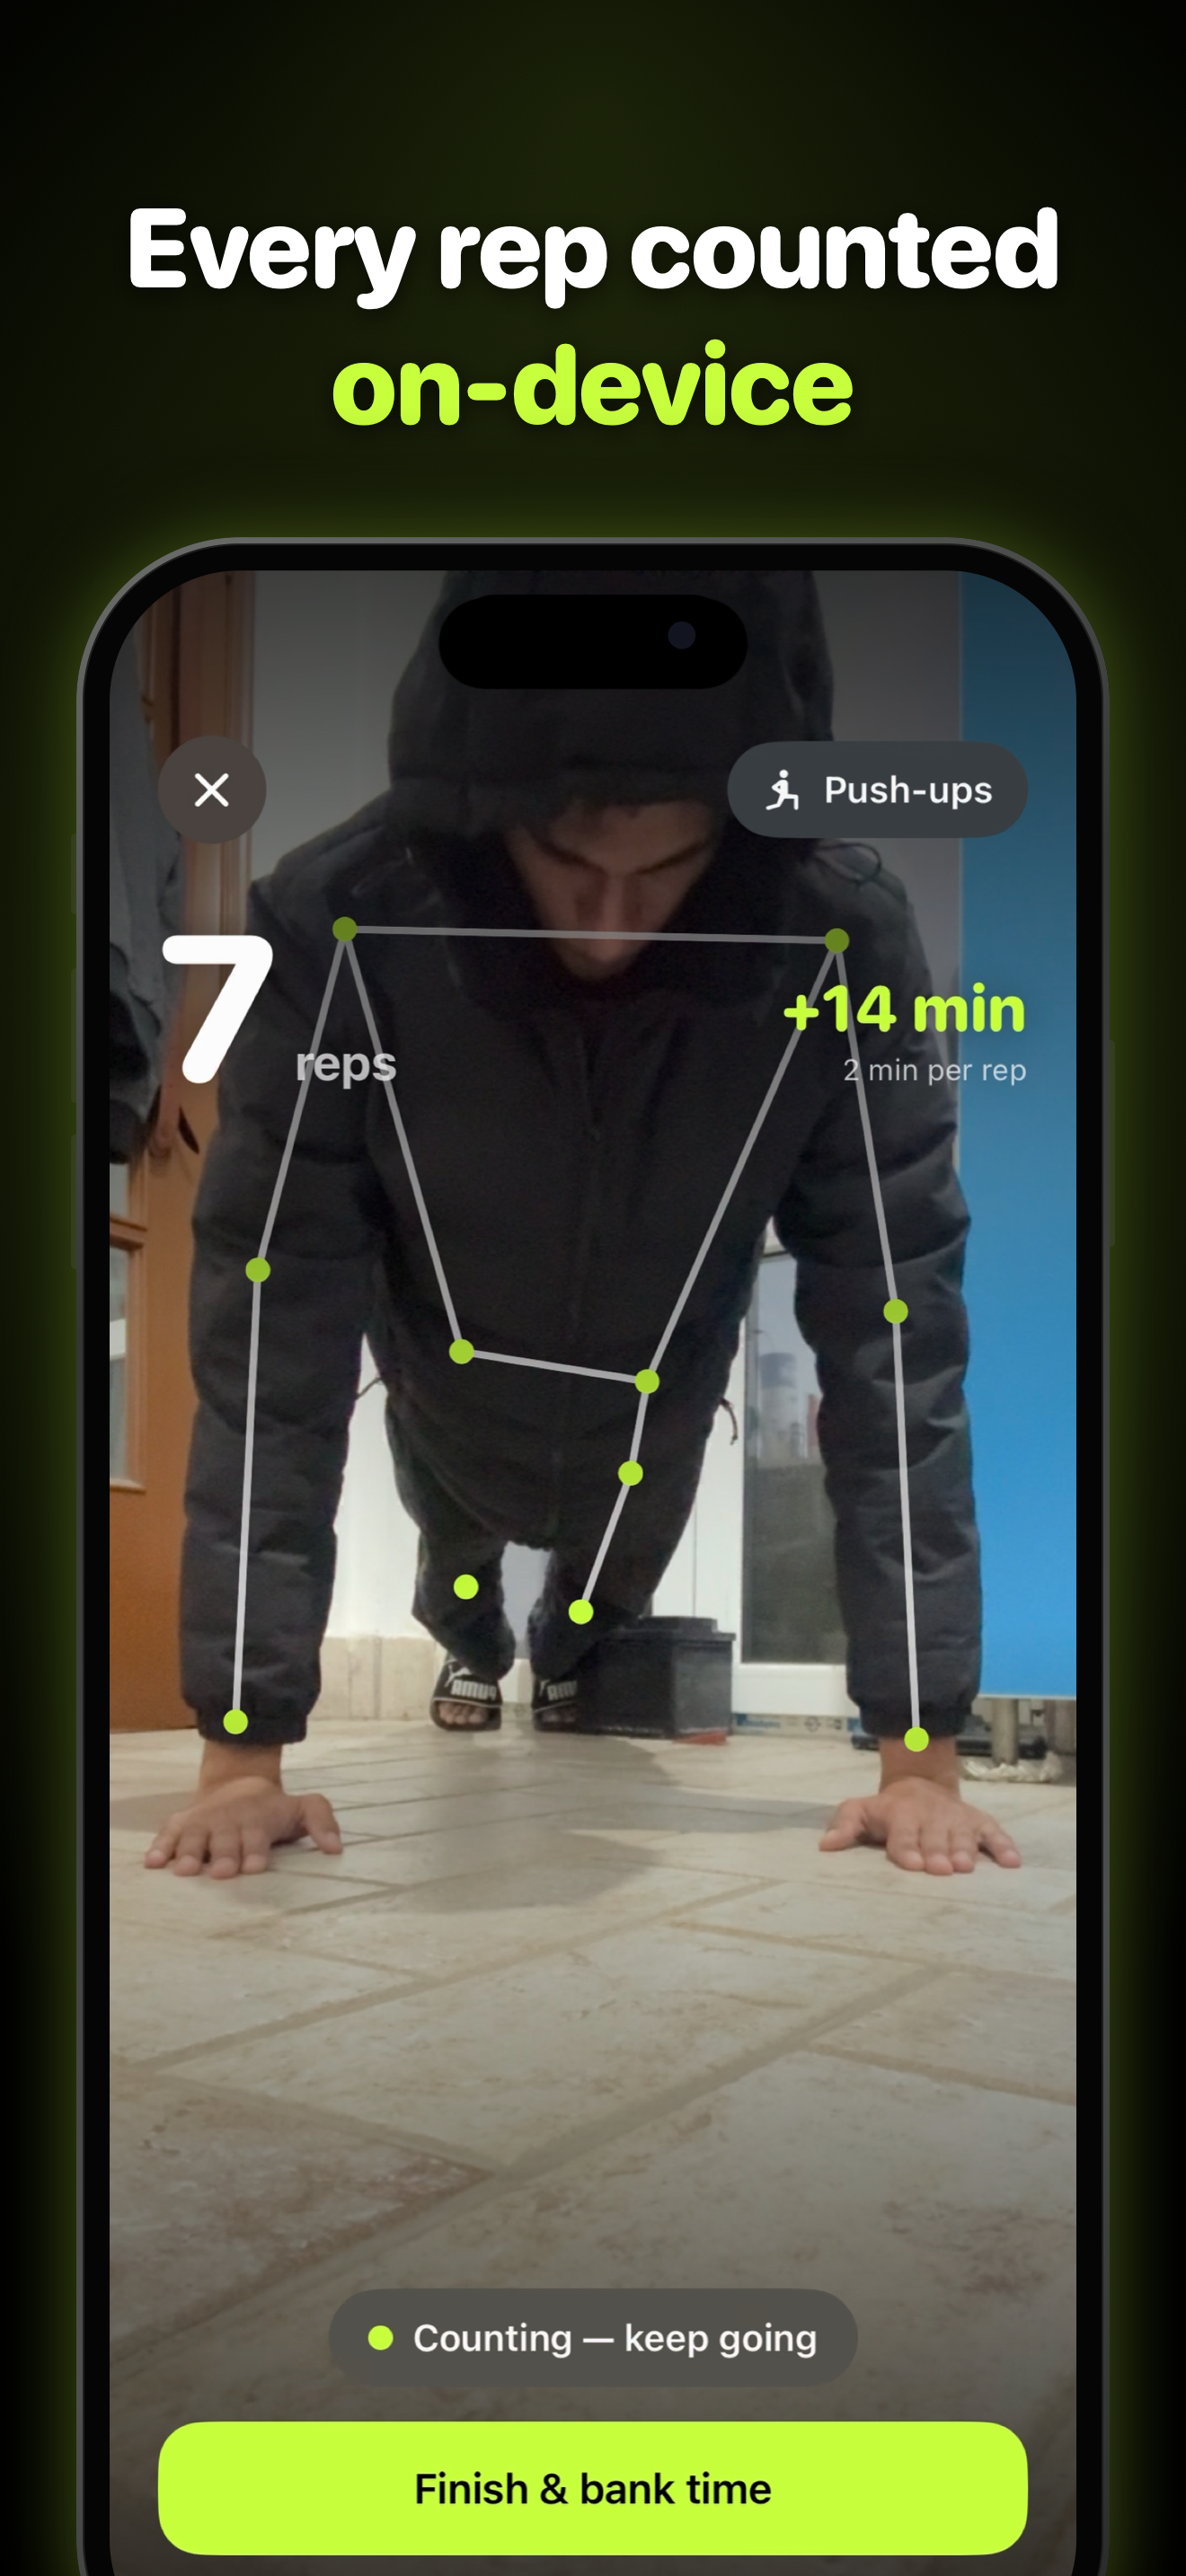 Every rep counted
on-device
Push-ups
7 reps
+14 min
2 min per rep
Counting — keep going
Finish & bank time